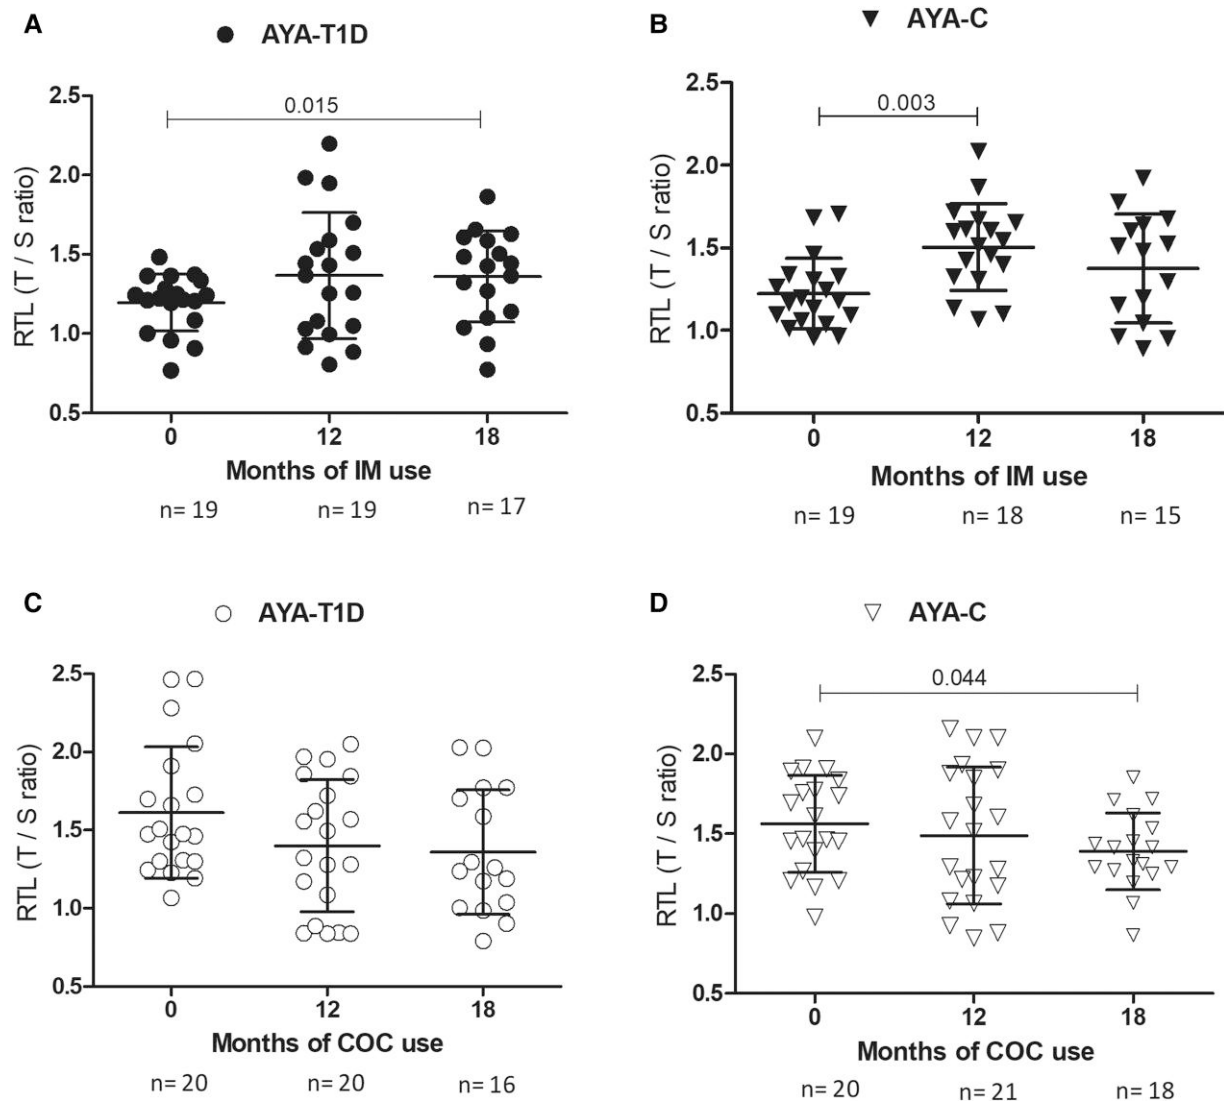 A
AYA-T1D
2.5
2.0
1.5
1.0
0.5
RTL (T / S ratio)
0.015
0 12 18
Months of IM use
n= 19 n= 19 n= 17
B
AYA-C
2.5
2.0
1.5
1.0
0.5
RTL (T / S ratio)
0.003
0 12 18
Months of IM use
n= 19 n= 18 n= 15
C
AYA-T1D
2.5
2.0
1.5
1.0
0.5
RTL (T / S ratio)
0 12 18
Months of COC use
n= 20 n= 20 n= 16
D
AYA-C
2.5
2.0
1.5
1.0
0.5
RTL (T / S ratio)
0.044
0 12 18
Months of COC use
n= 20 n= 21 n= 18